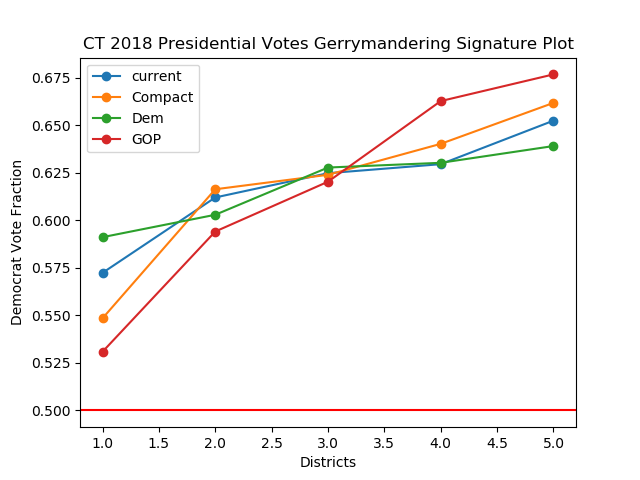 CT 2018 Presidential Votes Gerrymandering Signature Plot
current
Compact
Dem
GOP
Democrat Vote Fraction
0.675
0.650
0.625
0.600
0.575
0.550
0.525
0.500
1.0 1.5 2.0 2.5 3.0 3.5 4.0 4.5 5.0
Districts